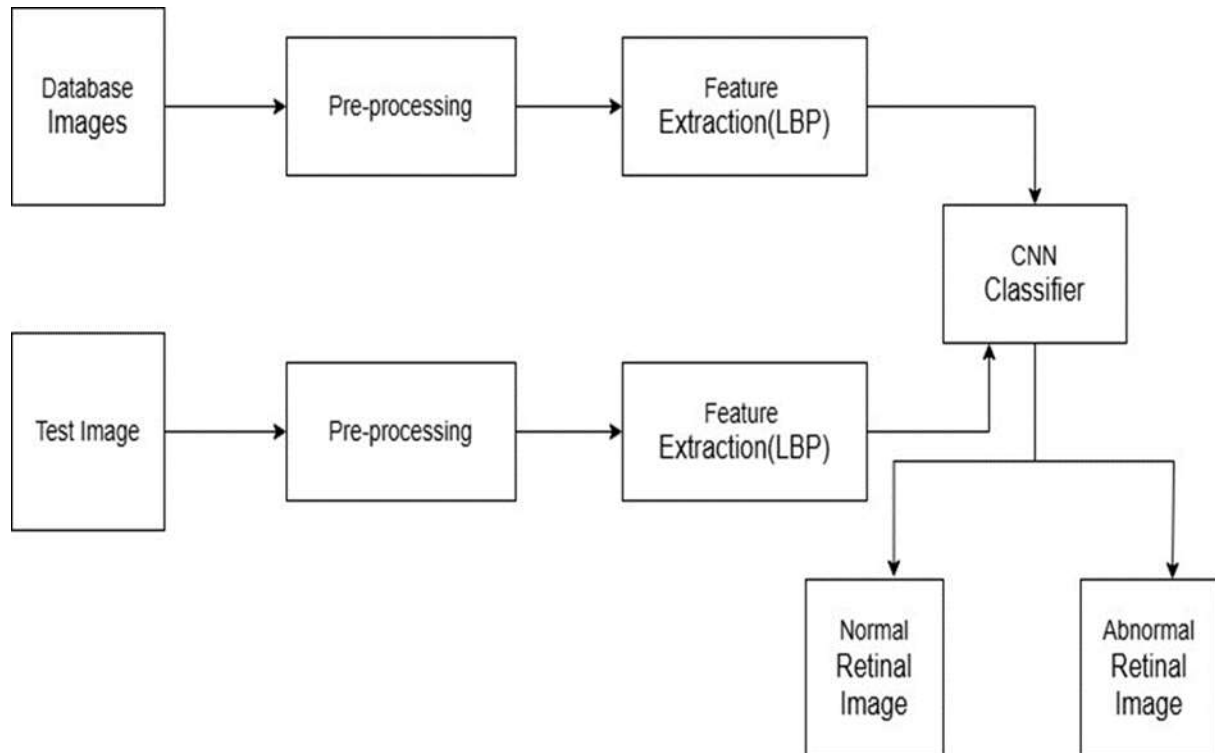 Database
Images
Pre-processing
Feature
Extraction(LBP)
CNN
Classifier
Test Image
Pre-processing
Feature
Extraction(LBP)
Normal
Retinal
Image
Abnormal
Retinal
Image